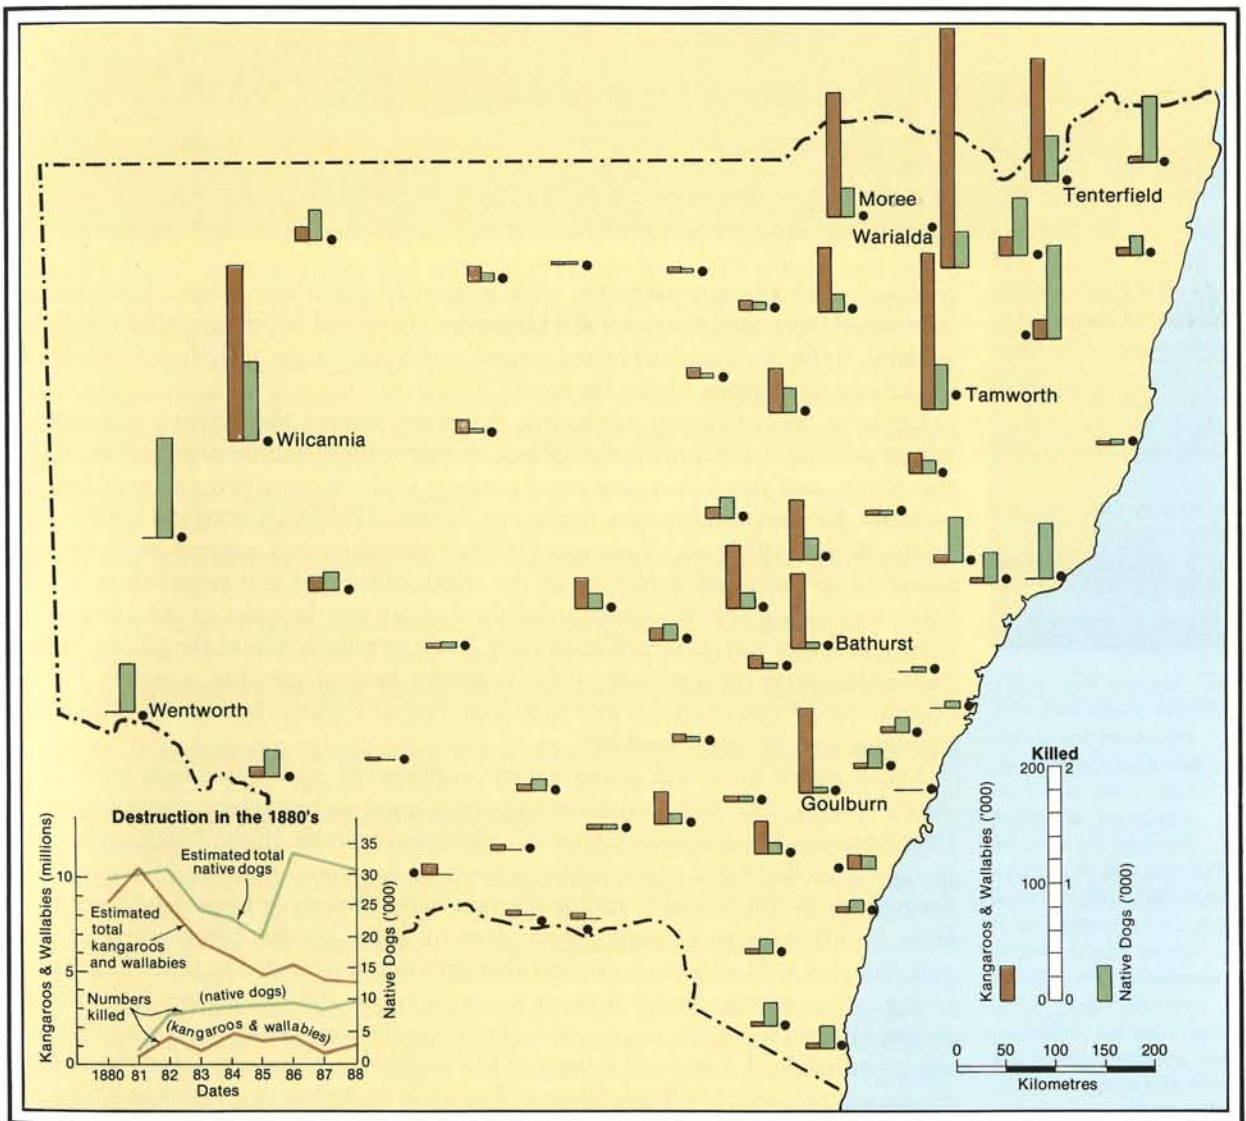 Moree
Warialda
Tenterfield
Tamworth
Wilcannia
Bathurst
Wentworth
Goulburn
Destruction in the 1880's
Estimated total
native dogs
Estimated
total
kangaroos
and wallabies
Numbers
killed
(native dogs)
(kangaroos & wallabies)
Kangaroos & Wallabies (millions)
10
5
0
Native Dogs ('000)
35
30
25
20
15
10
5
0
1880 81 82 83 84 85 86 87 88
Dates
Killed
200 2
100 1
0 0
Kangaroos & Wallabies ('000)
Native Dogs ('000)
0 50 100 150 200
Kilometres